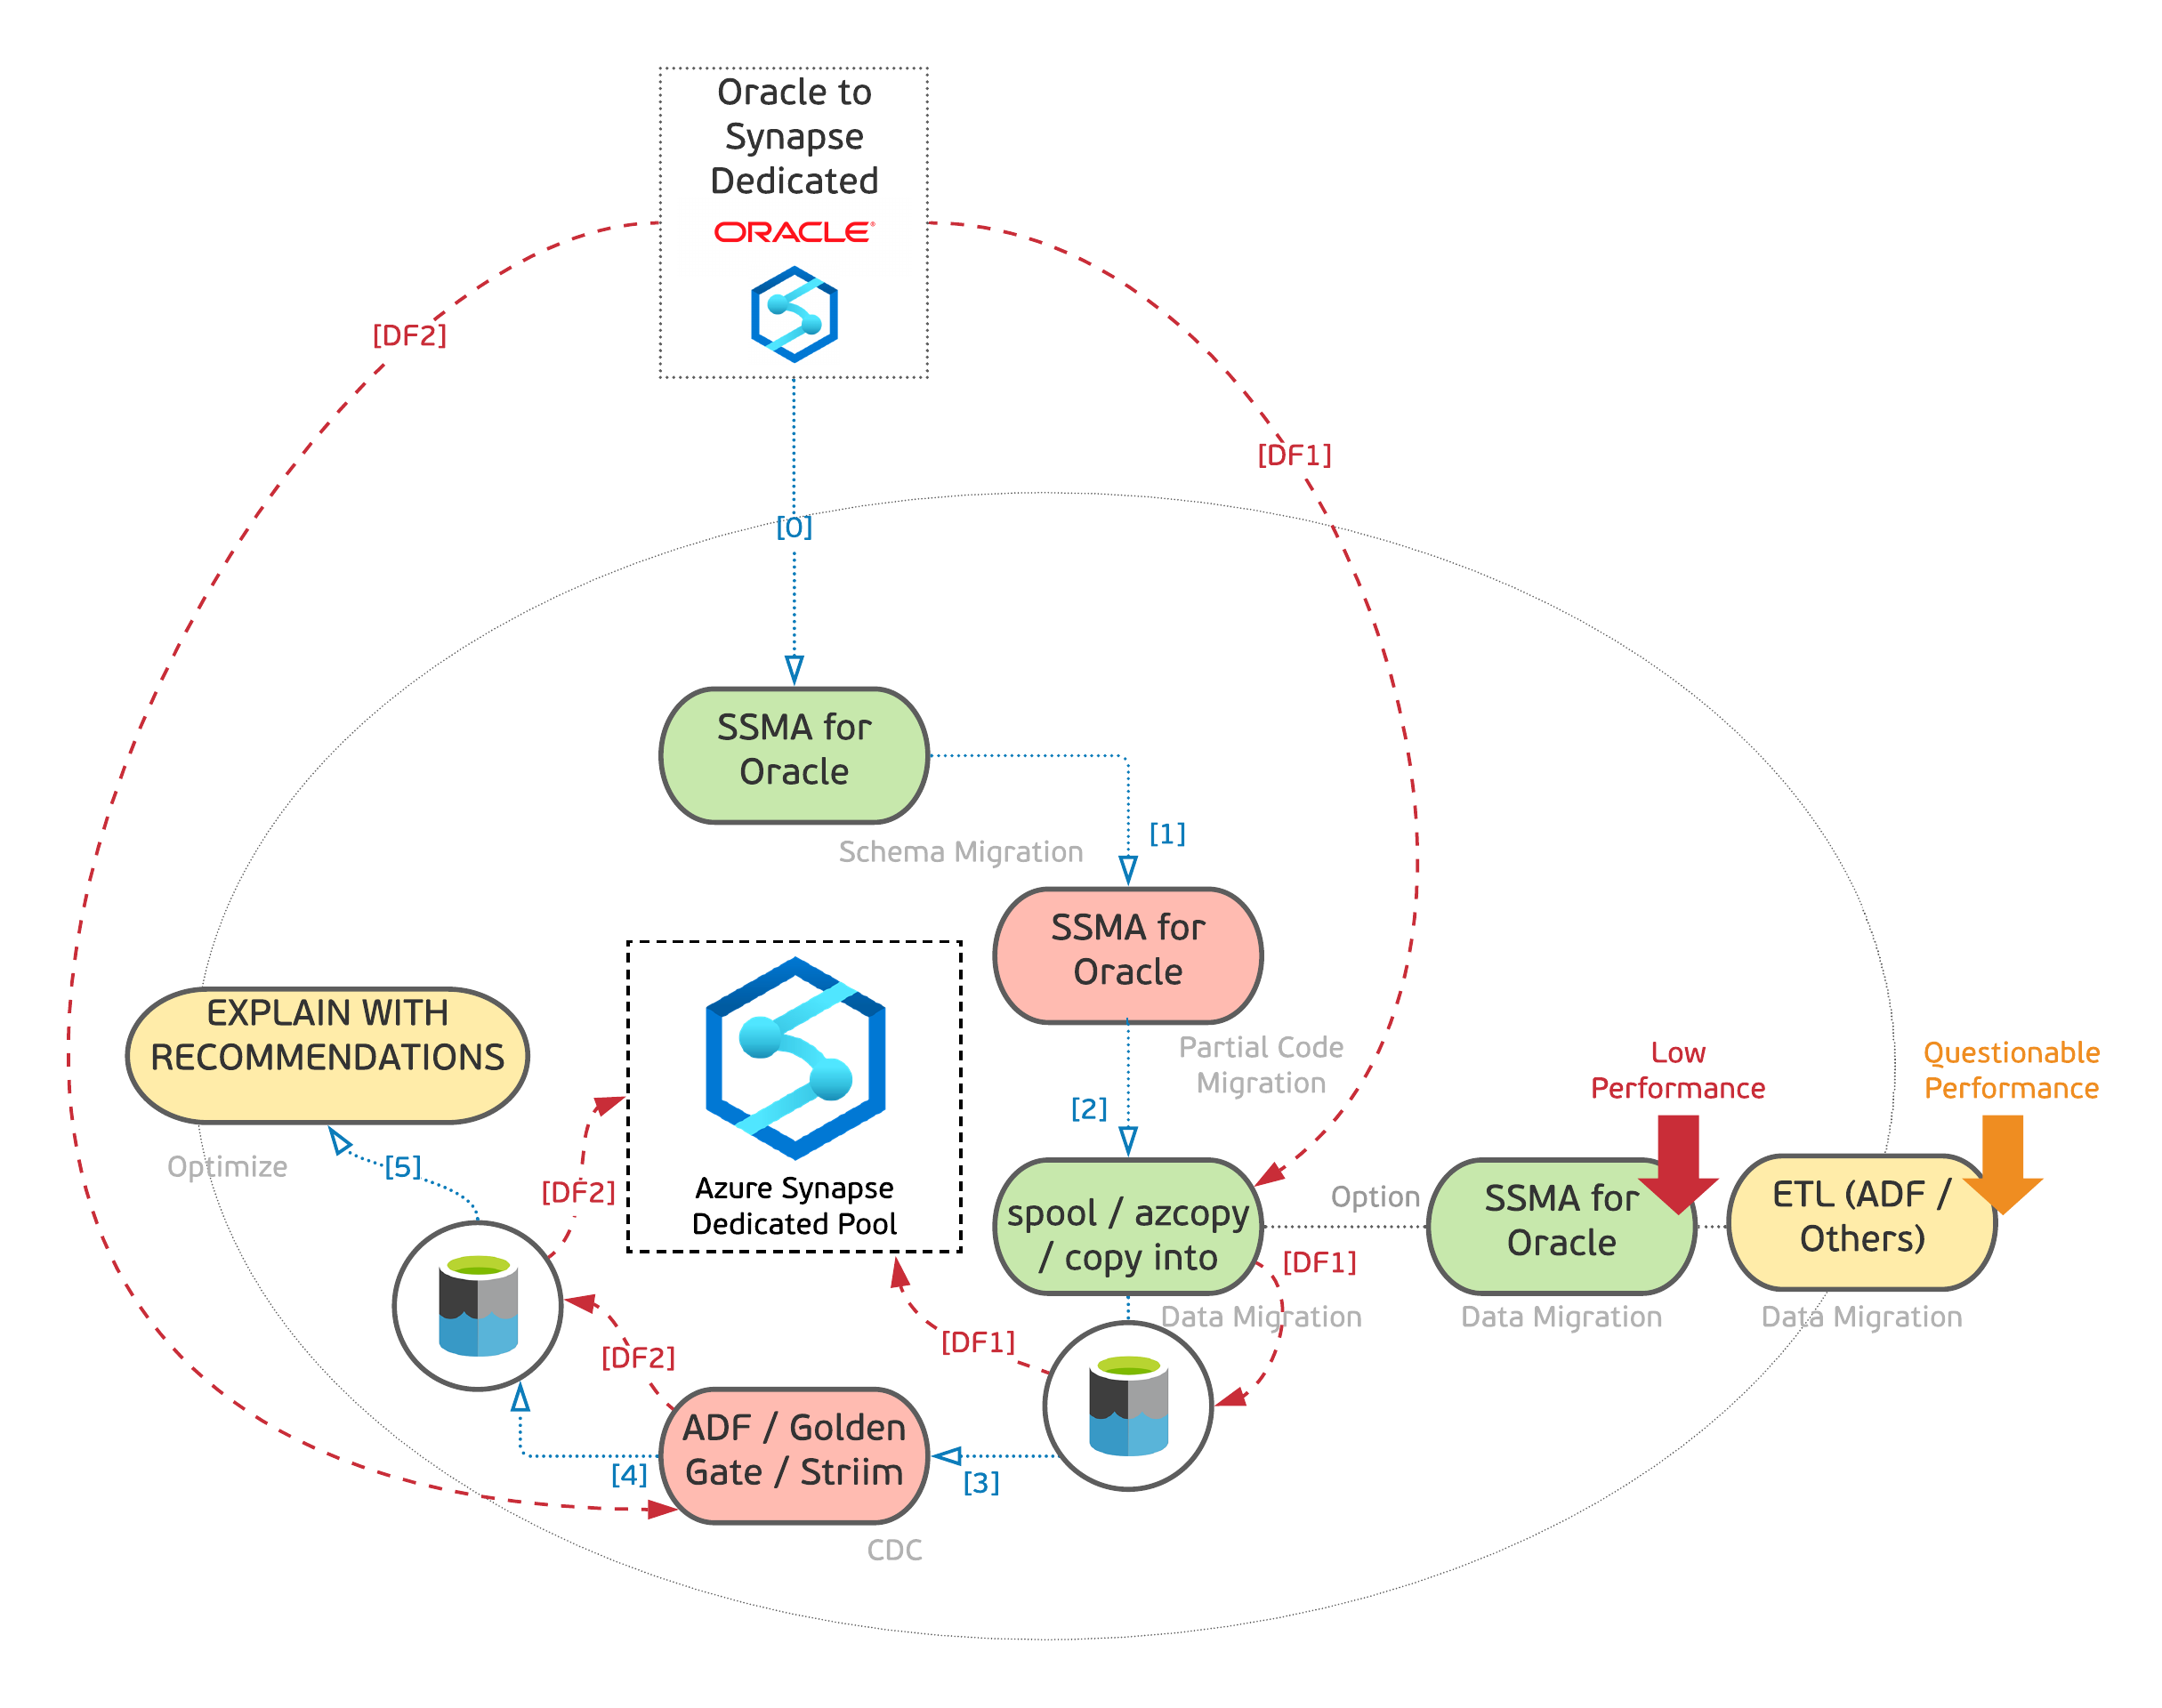 Oracle to
Synapse
Dedicated
ORACLE®
[DF2]
[DF1]
[0]
SSMA for
Oracle
[1]
Schema Migration
SSMA for
Oracle
Partial Code
Migration
[2]
EXPLAIN WITH
RECOMMENDATIONS
Optimize
[5]
[DF2]
Azure Synapse
Dedicated Pool
Low
Performance
Questionable
Performance
spool / azcopy
/ copy into
Option
SSMA for
Oracle
ETL (ADF /
Others)
[DF1]
Data Migration
Data Migration
Data Migration
[DF1]
[DF2]
ADF / Golden
Gate / Striim
[4]
[3]
CDC